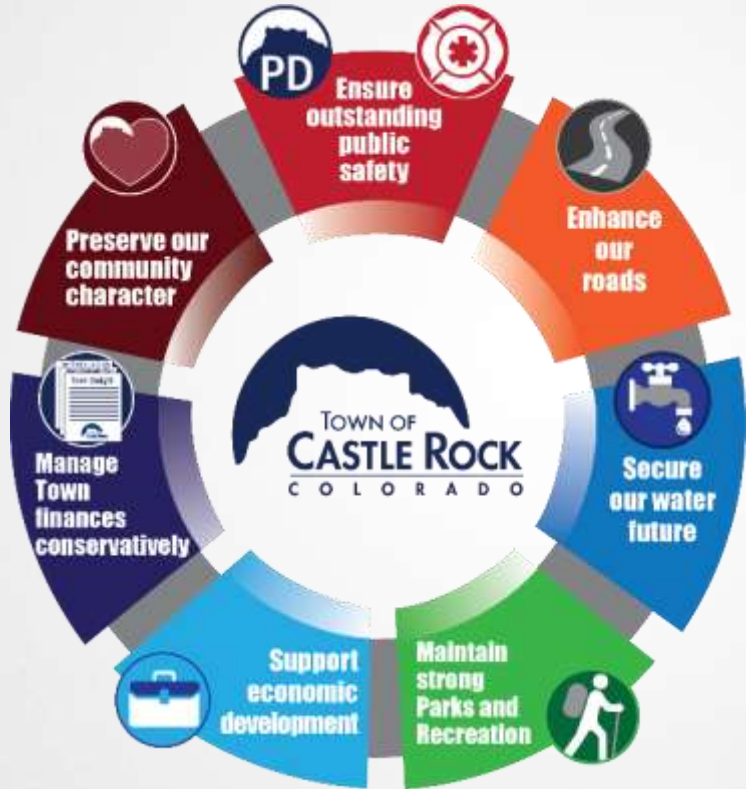 PD
Ensure
outstanding
public
safety
Enhance
our
roads
Secure
our water
future
Maintain
strong
Parks and
Recreation
Support
economic
development
Manage
Town
finances
conservatively
Preserve our
community
character
TOWN OF
CASTLE ROCK
COLORADO